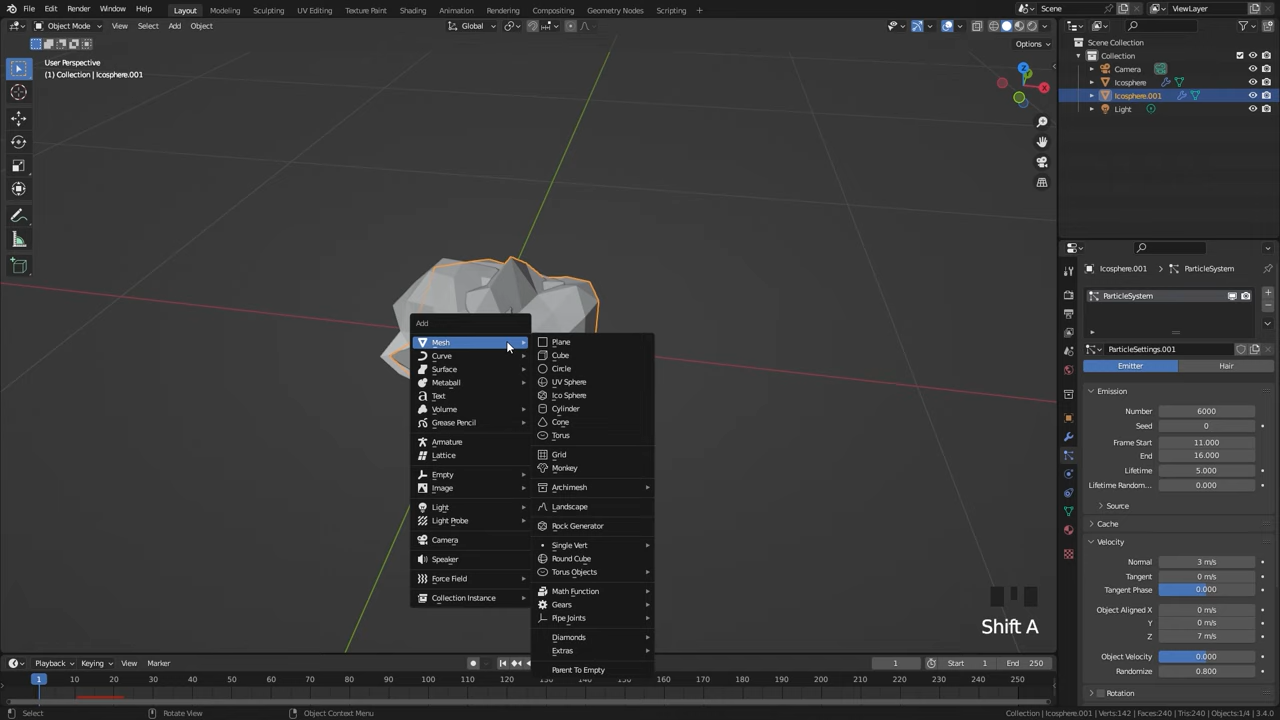 File Edit Render Window Help Layout Modeling Sculpting UV Editing Texture Paint Shading Animation Rendering Compositing Geometry Nodes Scripting Scene ViewLayer
Object Mode View Select Add Object Global
Options
User Perspective
(1) Collection | Icosphere.001
Z
X
Scene Collection
Collection
Camera
Icosphere
Icosphere.001
Light
Add
Mesh
Curve
Surface
Metaball
Text
Volume
Grease Pencil
Armature
Lattice
Empty
Image
Light
Light Probe
Camera
Speaker
Force Field
Collection Instance
Plane
Cube
Circle
UV Sphere
Ico Sphere
Cylinder
Cone
Torus
Grid
Monkey
Archimesh
Landscape
Rock Generator
Single Vert
Round Cube
Torus Objects
Math Function
Gears
Pipe Joints
Diamonds
Extras
Parent To Empty
Shift A
Icosphere.001 ParticleSystem
ParticleSystem
ParticleSettings.001
Emitter Hair
Emission
Number 6000
Seed 0
Frame Start 11.000
End 16.000
Lifetime 5.000
Lifetime Random.. 0.000
Source
Cache
Velocity
Normal 3 m/s
Tangent 0 m/s
Tangent Phase 0.000
Object Aligned X 0 m/s
Y 0 m/s
Z 7 m/s
Object Velocity 0.000
Randomize 0.800
Rotation
Playback Keying View Marker 1 Start 1 End 250
1 10 20 30 40 50 60 70 80 90 100 110 120 130 140 150 160 170 180 190 200 210 220 230 240 250
Select Rotate View Object Context Menu Collection | Icosphere.001 | Verts:142 | Faces:240 | Tris:240 | Objects:1/4 | 3.4.0